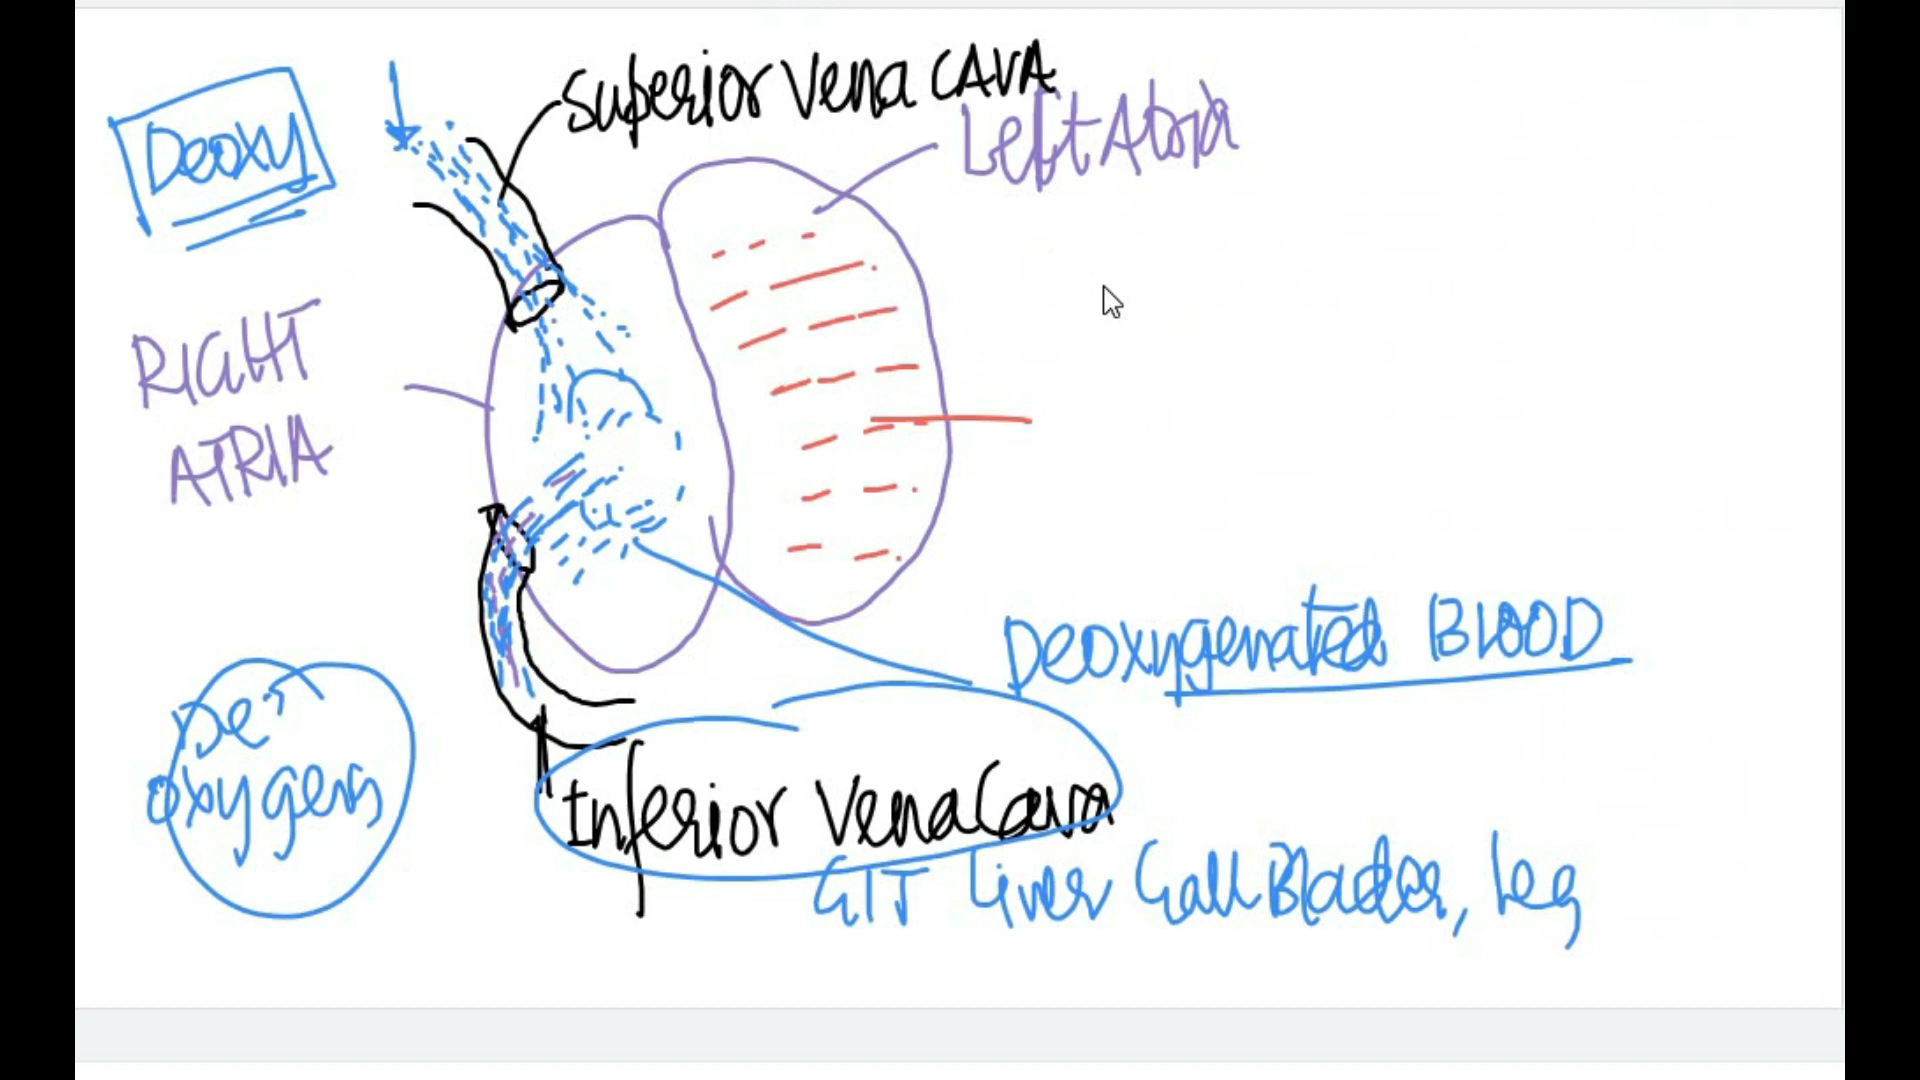 Superior Vena CAVA
Left Atria
Deoxy
RIGHT
ATRIA
Deoxygenated BLOOD
De
oxygens
Inferior Vena Cava
GIT Liver Gall Bladder, Leg